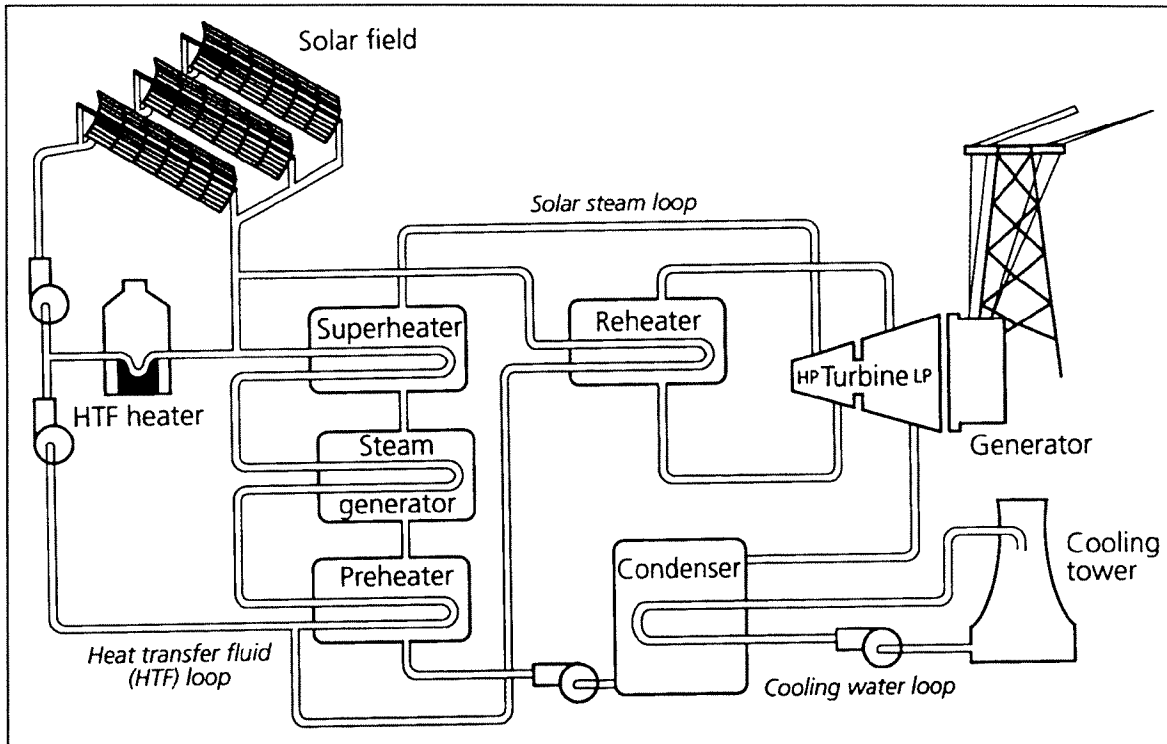 Solar field
Solar steam loop
Superheater
Reheater
HP Turbine LP
HTF heater
Steam
generator
Generator
Preheater
Condenser
Cooling
tower
Heat transfer fluid
(HTF) loop
Cooling water loop